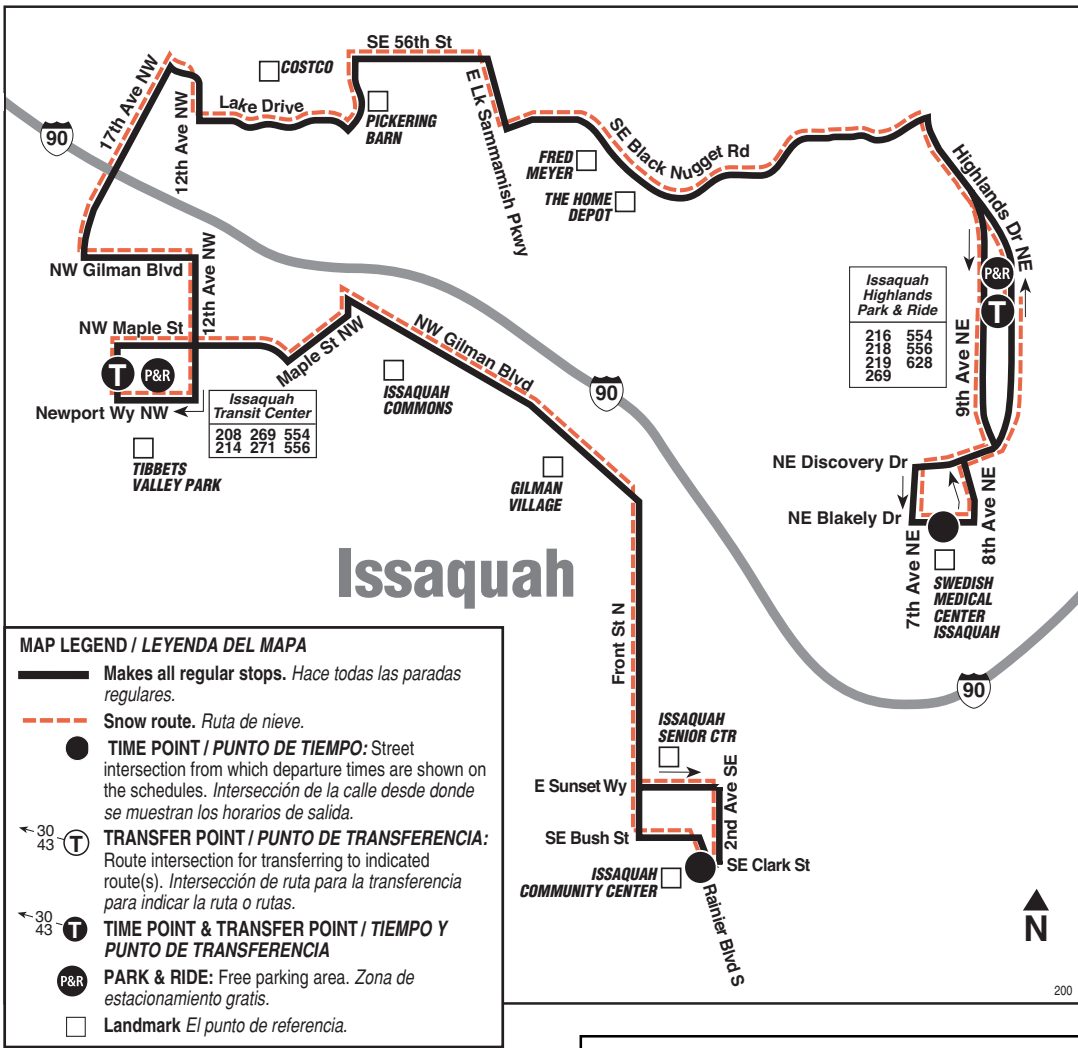 SE 56th St
COSTCO
17th Ave NW
12th Ave NW
Lake Drive
PICKERING
BARN
E Lk Sammamish Pkwy
90
FRED
MEYER
SE Black Nugget Rd
THE HOME
DEPOT
Highlands Dr NE
NW Gilman Blvd
12th Ave NW
P&R
T
Issaquah
Highlands
Park & Ride
216 554
218 556
219 628
269
9th Ave NE
NW Maple St
Maple St NW
NW Gilman Blvd
T
P&R
ISSAQUAH
COMMONS
90
Newport Wy NW
Issaquah
Transit Center
208 269 554
214 271 556
TIBBETS
VALLEY PARK
GILMAN
VILLAGE
NE Discovery Dr
NE Blakely Dr
7th Ave NE
8th Ave NE
SWEDISH
MEDICAL
CENTER
ISSAQUAH
Issaquah
Front St N
90
ISSAQUAH
SENIOR CTR
E Sunset Wy
2nd Ave SE
SE Bush St
SE Clark St
ISSAQUAH
COMMUNITY CENTER
Rainier Blvd S
N
200
MAP LEGEND / LEYENDA DEL MAPA
Makes all regular stops. Hace todas las paradas
regulares.
Snow route. Ruta de nieve.
TIME POINT / PUNTO DE TIEMPO: Street
intersection from which departure times are shown on
the schedules. Intersección de la calle desde donde
se muestran los horarios de salida.
30
43
T
TRANSFER POINT / PUNTO DE TRANSFERENCIA:
Route intersection for transferring to indicated
route(s). Intersección de ruta para la transferencia
para indicar la ruta o rutas.
30
43
T
TIME POINT & TRANSFER POINT / TIEMPO Y
PUNTO DE TRANSFERENCIA
P&R
PARK & RIDE: Free parking area. Zona de
estacionamiento gratis.
Landmark El punto de referencia.